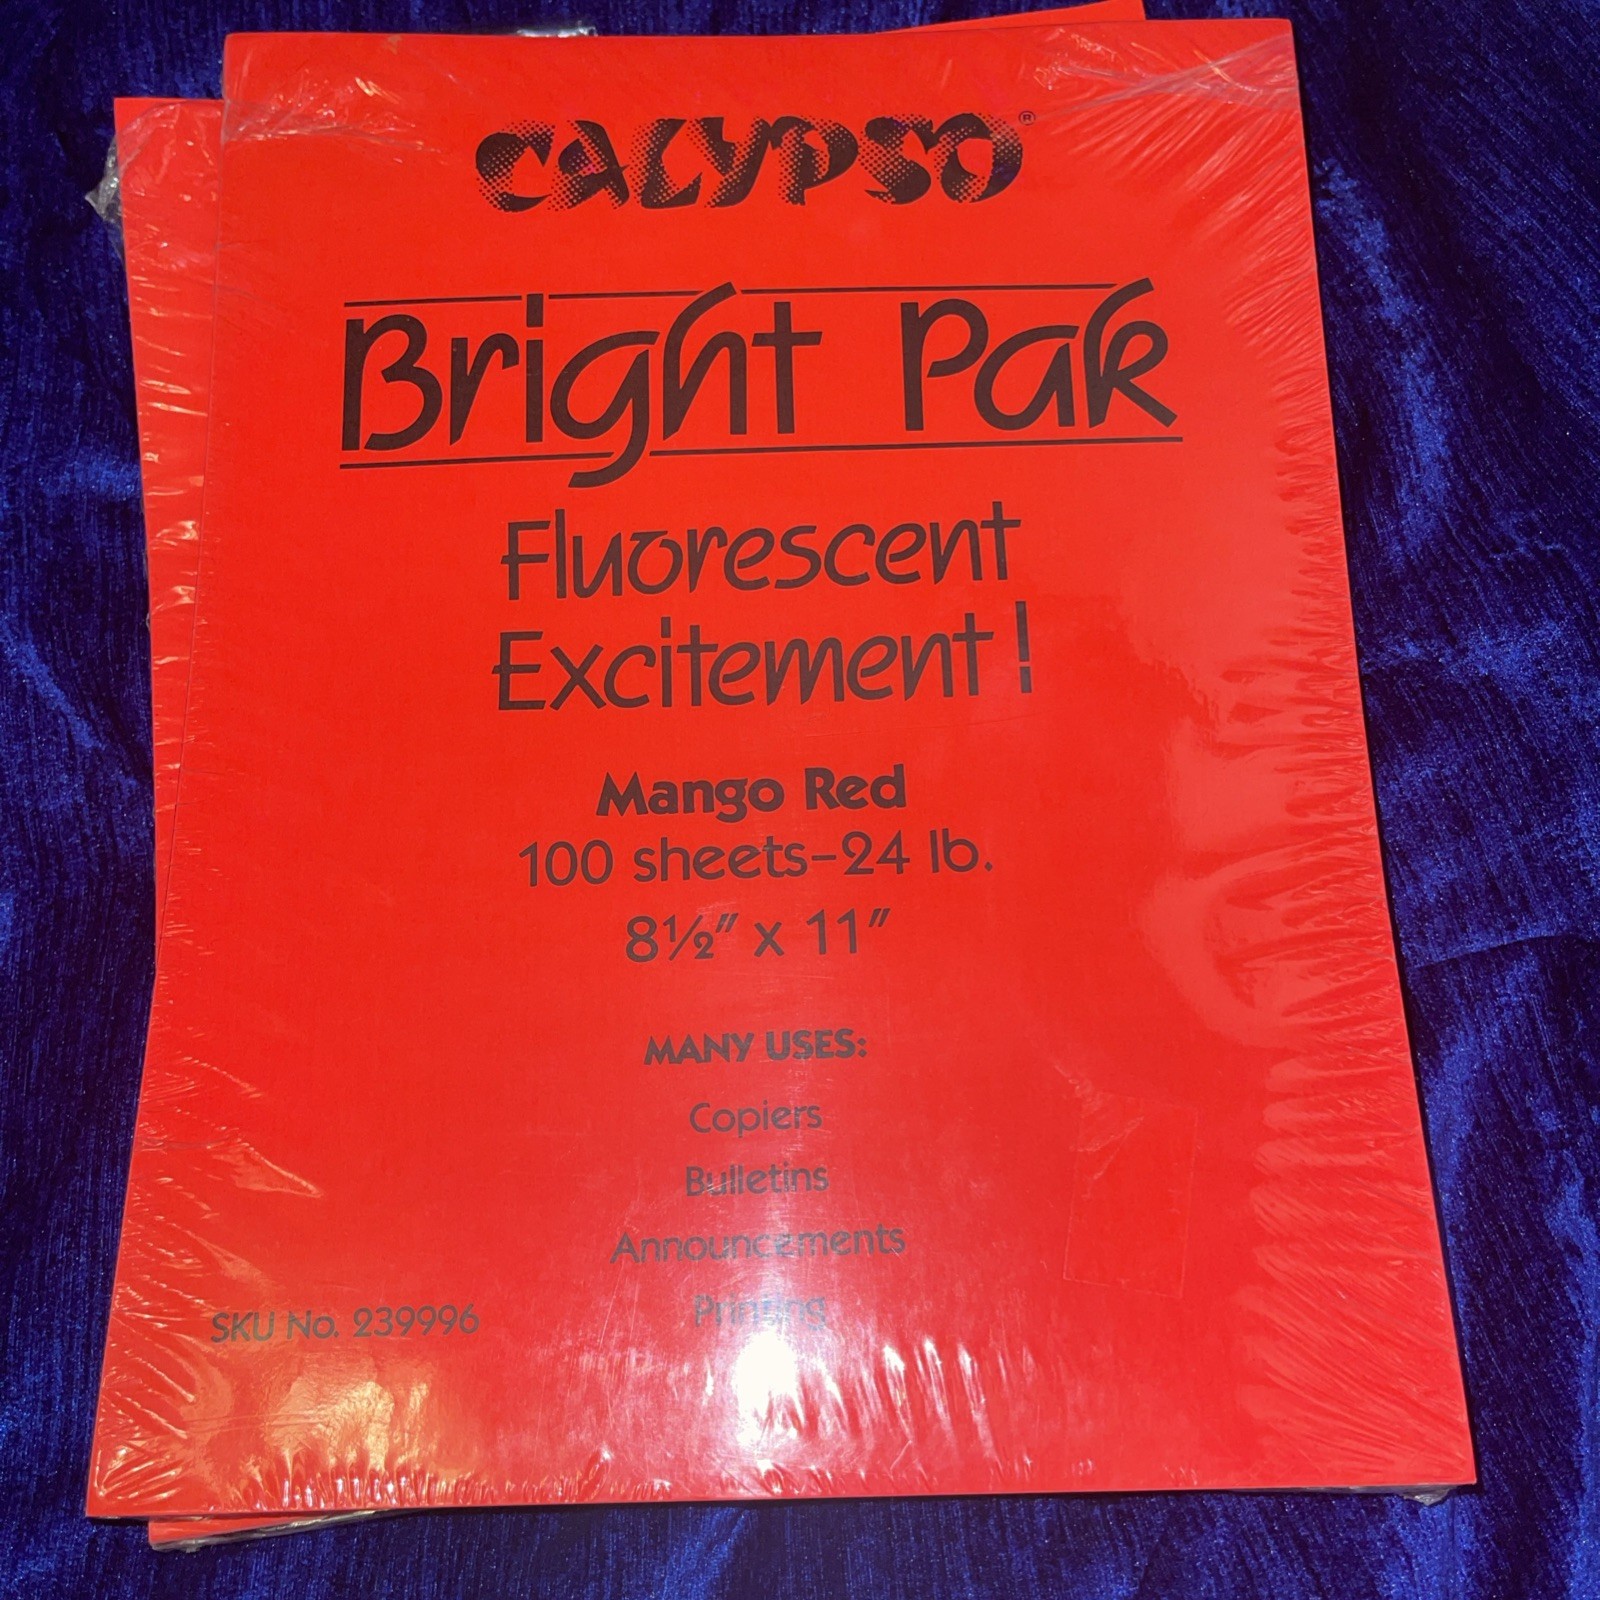 CALYPSO®
Bright Pak
Fluorescent
Excitement!
Mango Red
100 sheets-24 lb.
8½" x 11"
MANY USES:
Copiers
Bulletins
Announcements
Printing
SKU No. 239996